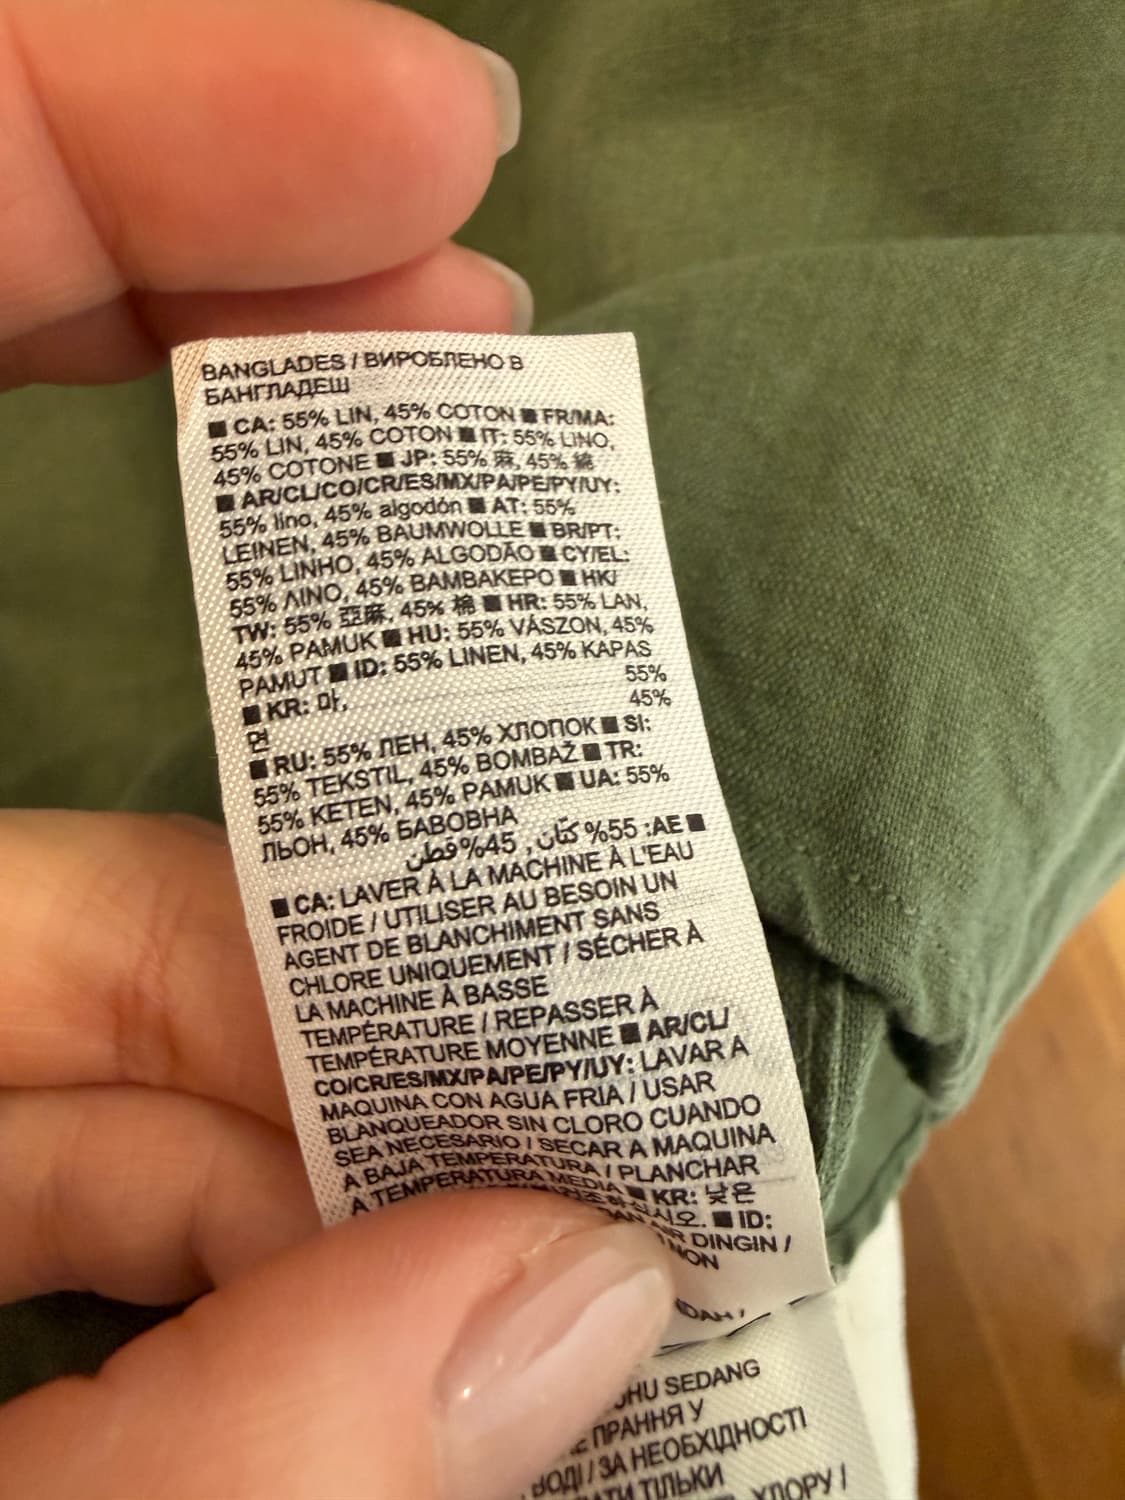 BANGLADES / ВИРОБЛЕНО В
БАНГЛАДЕШ
■ CA: 55% LIN, 45% COTON ■ FR/MA:
55% LIN, 45% COTON ■ IT: 55% LINO,
45% COTONE ■ JP: 55% 麻, 45% 綿
■ AR/CL/CO/CR/ES/MX/PA/PE/PY/UY:
55% lino, 45% algodón ■ AT: 55%
LEINEN, 45% BAUMWOLLE ■ BR/PT:
55% LINHO, 45% ALGODÃO ■ CY/EL:
55% ΛΙΝΟ, 45% ΒΑΜΒΑΚΕΡΟ ■ HK/
TW: 55% 亞麻, 45% 棉 ■ HR: 55% LAN,
45% PAMUK ■ HU: 55% VÁSZON, 45%
PAMUT ■ ID: 55% LINEN, 45% KAPAS
■ KR: 마, 55%
면 45%
■ RU: 55% ЛЕН, 45% ХЛОПОК ■ SI:
55% TEKSTIL, 45% BOMBAŽ ■ TR:
55% KETEN, 45% PAMUK ■ UA: 55%
ЛЬОН, 45% БАВОВНА
■ AE: 55% كتّان, 45% قطن
■ CA: LAVER À LA MACHINE À L'EAU
FROIDE / UTILISER AU BESOIN UN
AGENT DE BLANCHIMENT SANS
CHLORE UNIQUEMENT / SÉCHER À
LA MACHINE À BASSE
TEMPÉRATURE / REPASSER À
TEMPÉRATURE MOYENNE ■ AR/CL/
CO/CR/ES/MX/PA/PE/PY/UY: LAVAR A
MAQUINA CON AGUA FRIA / USAR
BLANQUEADOR SIN CLORO CUANDO
SEA NECESARIO / SECAR A MAQUINA
A BAJA TEMPERATURA / PLANCHAR
A TEMPERATURA MEDIA ■ KR: 낮은
■ ID:
DINGIN /
SEDANG
ПРАННЯ У
/ ЗА НЕОБХІДНОСТІ
ТІЛЬКИ
ХЛОРУ /